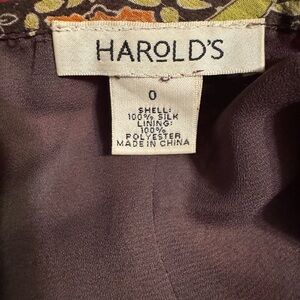 HAROLD'S
0
SHELL:
100% SILK
LINING:
100%
POLYESTER
MADE IN CHINA